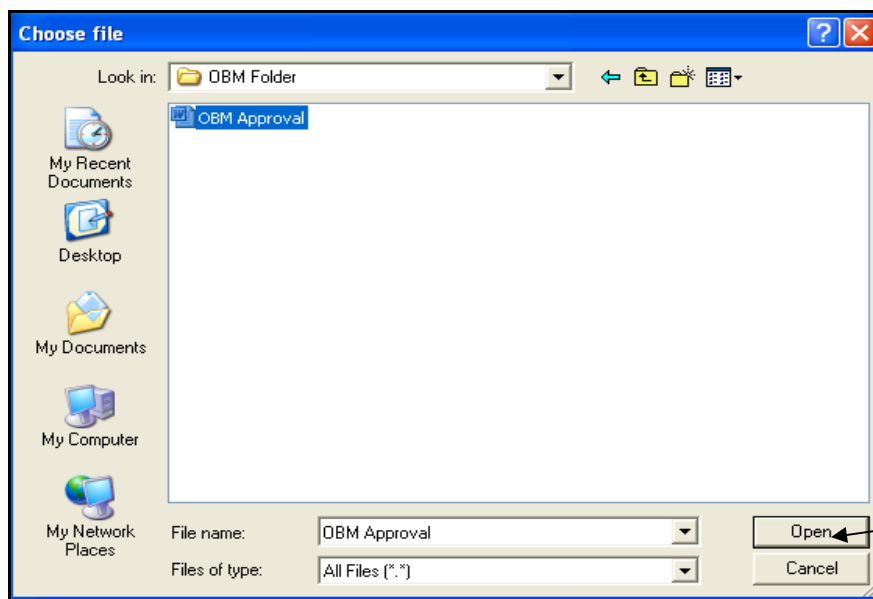 Choose file
Look in:
OBM Folder
OBM Approval
My Recent
Documents
Desktop
My Documents
My Computer
My Network
Places
File name:
OBM Approval
Open
Files of type:
All Files (*.*)
Cancel